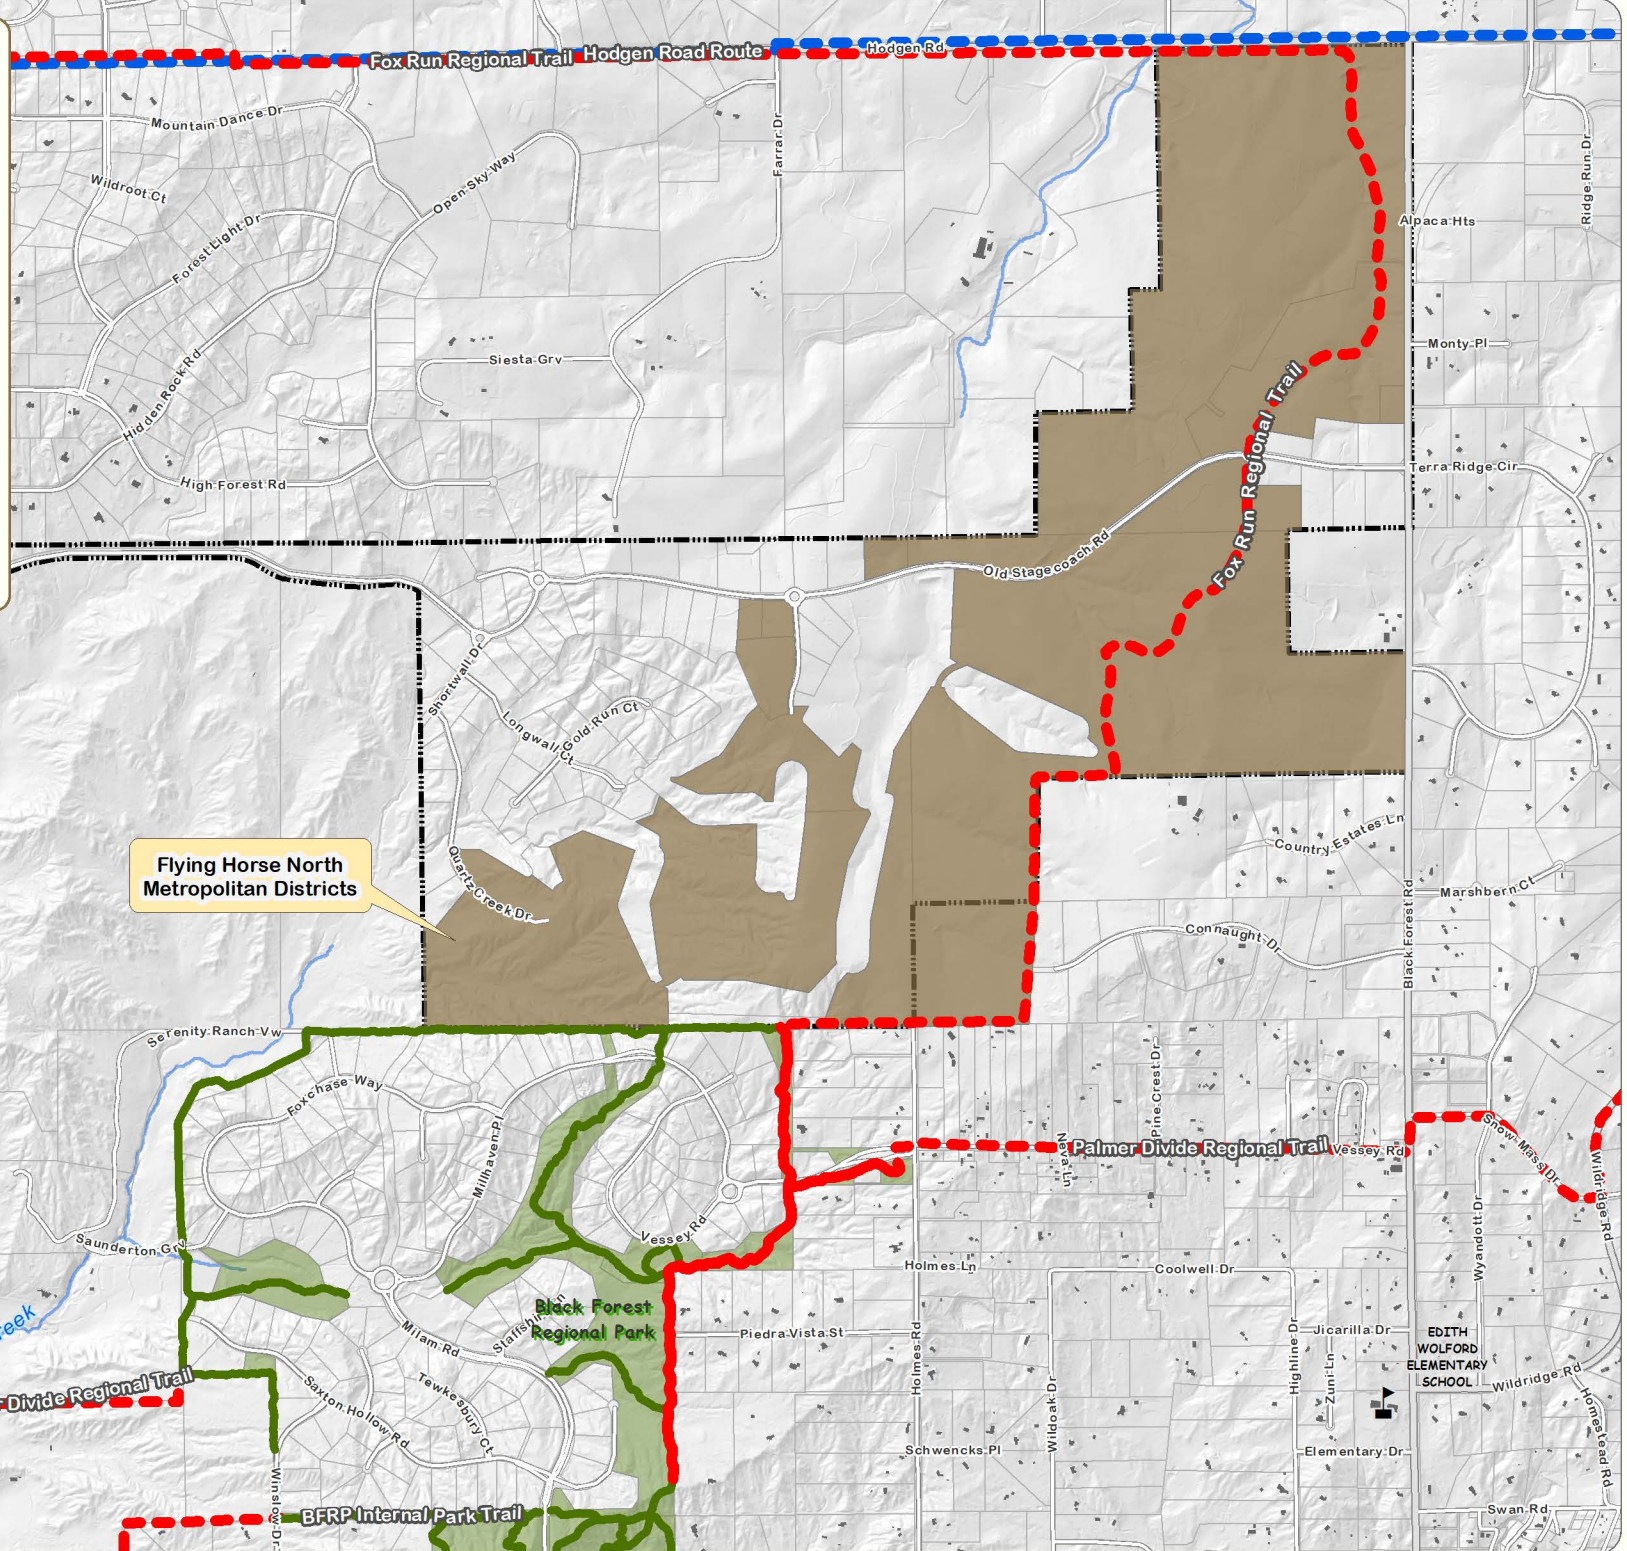 Fox Run Regional Trail
Hodgen Road Route
Hodgen Rd
Mountain Dance Dr
Farrar Dr
Ridge Run Dr
Open Sky Way
Wildroot Ct
Forest Light Dr
Alpaca Hts
Siesta Grv
Monty Pl
Hidden Rock Rd
Fox Run Regional Trail
High Forest Rd
Terra Ridge Cir
Old Stagecoach Rd
Shortwall Dr
Longwall Ct
Gold Run Ct
Country Estates Ln
Flying Horse North
Metropolitan Districts
Quartz Creek Dr
Marshbern Ct
Black Forest Rd
Connaught Dr
Serenity Ranch Vw
Foxchase Way
Pine Crest Dr
Millhaven Pl
Neva Ln
Palmer Divide Regional Trail
Vessey Rd
Snow Mass Dr
Wildridge Rd
Vessey Rd
Saunderton Grv
Wyandott Dr
Holmes Ln
Coolwell Dr
Black Forest
Regional Park
Staffshire Ln
Milam Rd
Piedra Vista St
Holmes Rd
Highline Dr
Jicarilla Dr
EDITH
WOLFORD
ELEMENTARY
SCHOOL
Zuni Ln
Wildridge Rd
Divide Regional Trail
Saxton Hollow Rd
Tewkesbury Ct
Wildoak Dr
Homestead Rd
Schwencks Pl
Elementary Dr
Winslow Dr
BFRP Internal Park Trail
Swan Rd